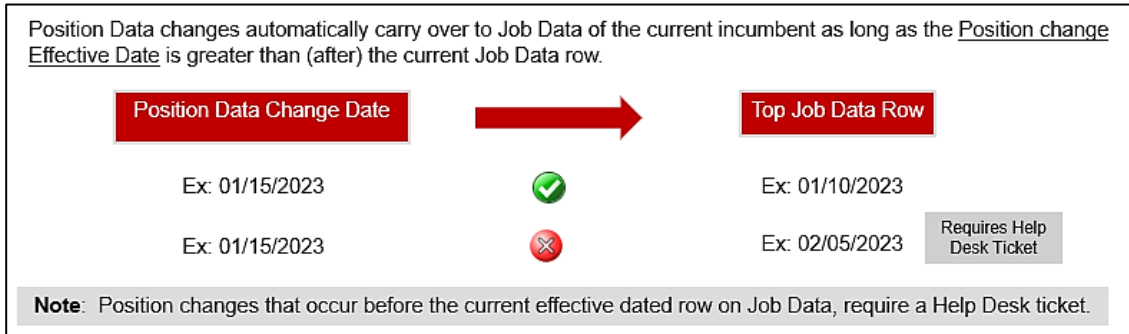 Position Data changes automatically carry over to Job Data of the current incumbent as long as the Position change
Effective Date is greater than (after) the current Job Data row.
Position Data Change Date
Top Job Data Row
Ex: 01/15/2023
Ex: 01/10/2023
Ex: 01/15/2023
Ex: 02/05/2023
Requires Help
Desk Ticket
Note: Position changes that occur before the current effective dated row on Job Data, require a Help Desk ticket.